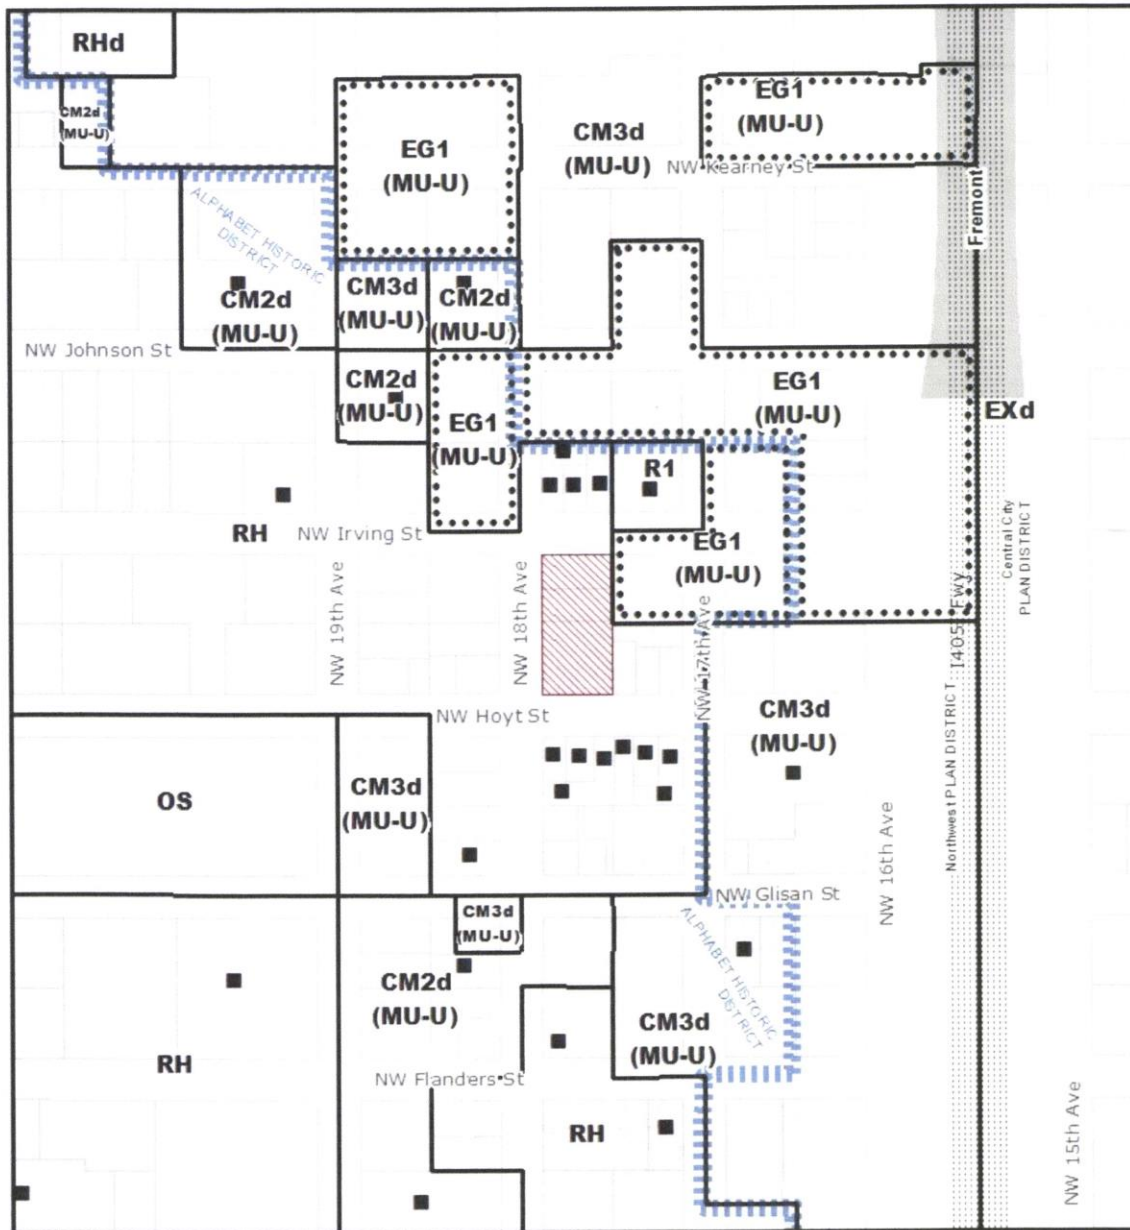 RHd
CM2d
(MU-U)
EG1
(MU-U)
CM3d
(MU-U)
EG1
(MU-U)
NW Kearney St
Fremont
ALPHABET HISTORIC
DISTRICT
CM2d
(MU-U)
CM3d
(MU-U)
CM2d
(MU-U)
NW Johnson St
CM2d
(MU-U)
EG1
(MU-U)
EG1
(MU-U)
EXd
R1
RH
NW Irving St
EG1
(MU-U)
Central City
PLAN DISTRICT
NW 19th Ave
NW 18th Ave
NW 17th Ave
I405 FWY
Northwest PLAN DISTRICT
NW Hoyt St
CM3d
(MU-U)
OS
CM3d
(MU-U)
NW 16th Ave
NW Glisan St
CM3d
(MU-U)
ALPHABET HISTORIC
DISTRICT
CM2d
(MU-U)
CM3d
(MU-U)
RH
NW Flanders St
RH
NW 15th Ave